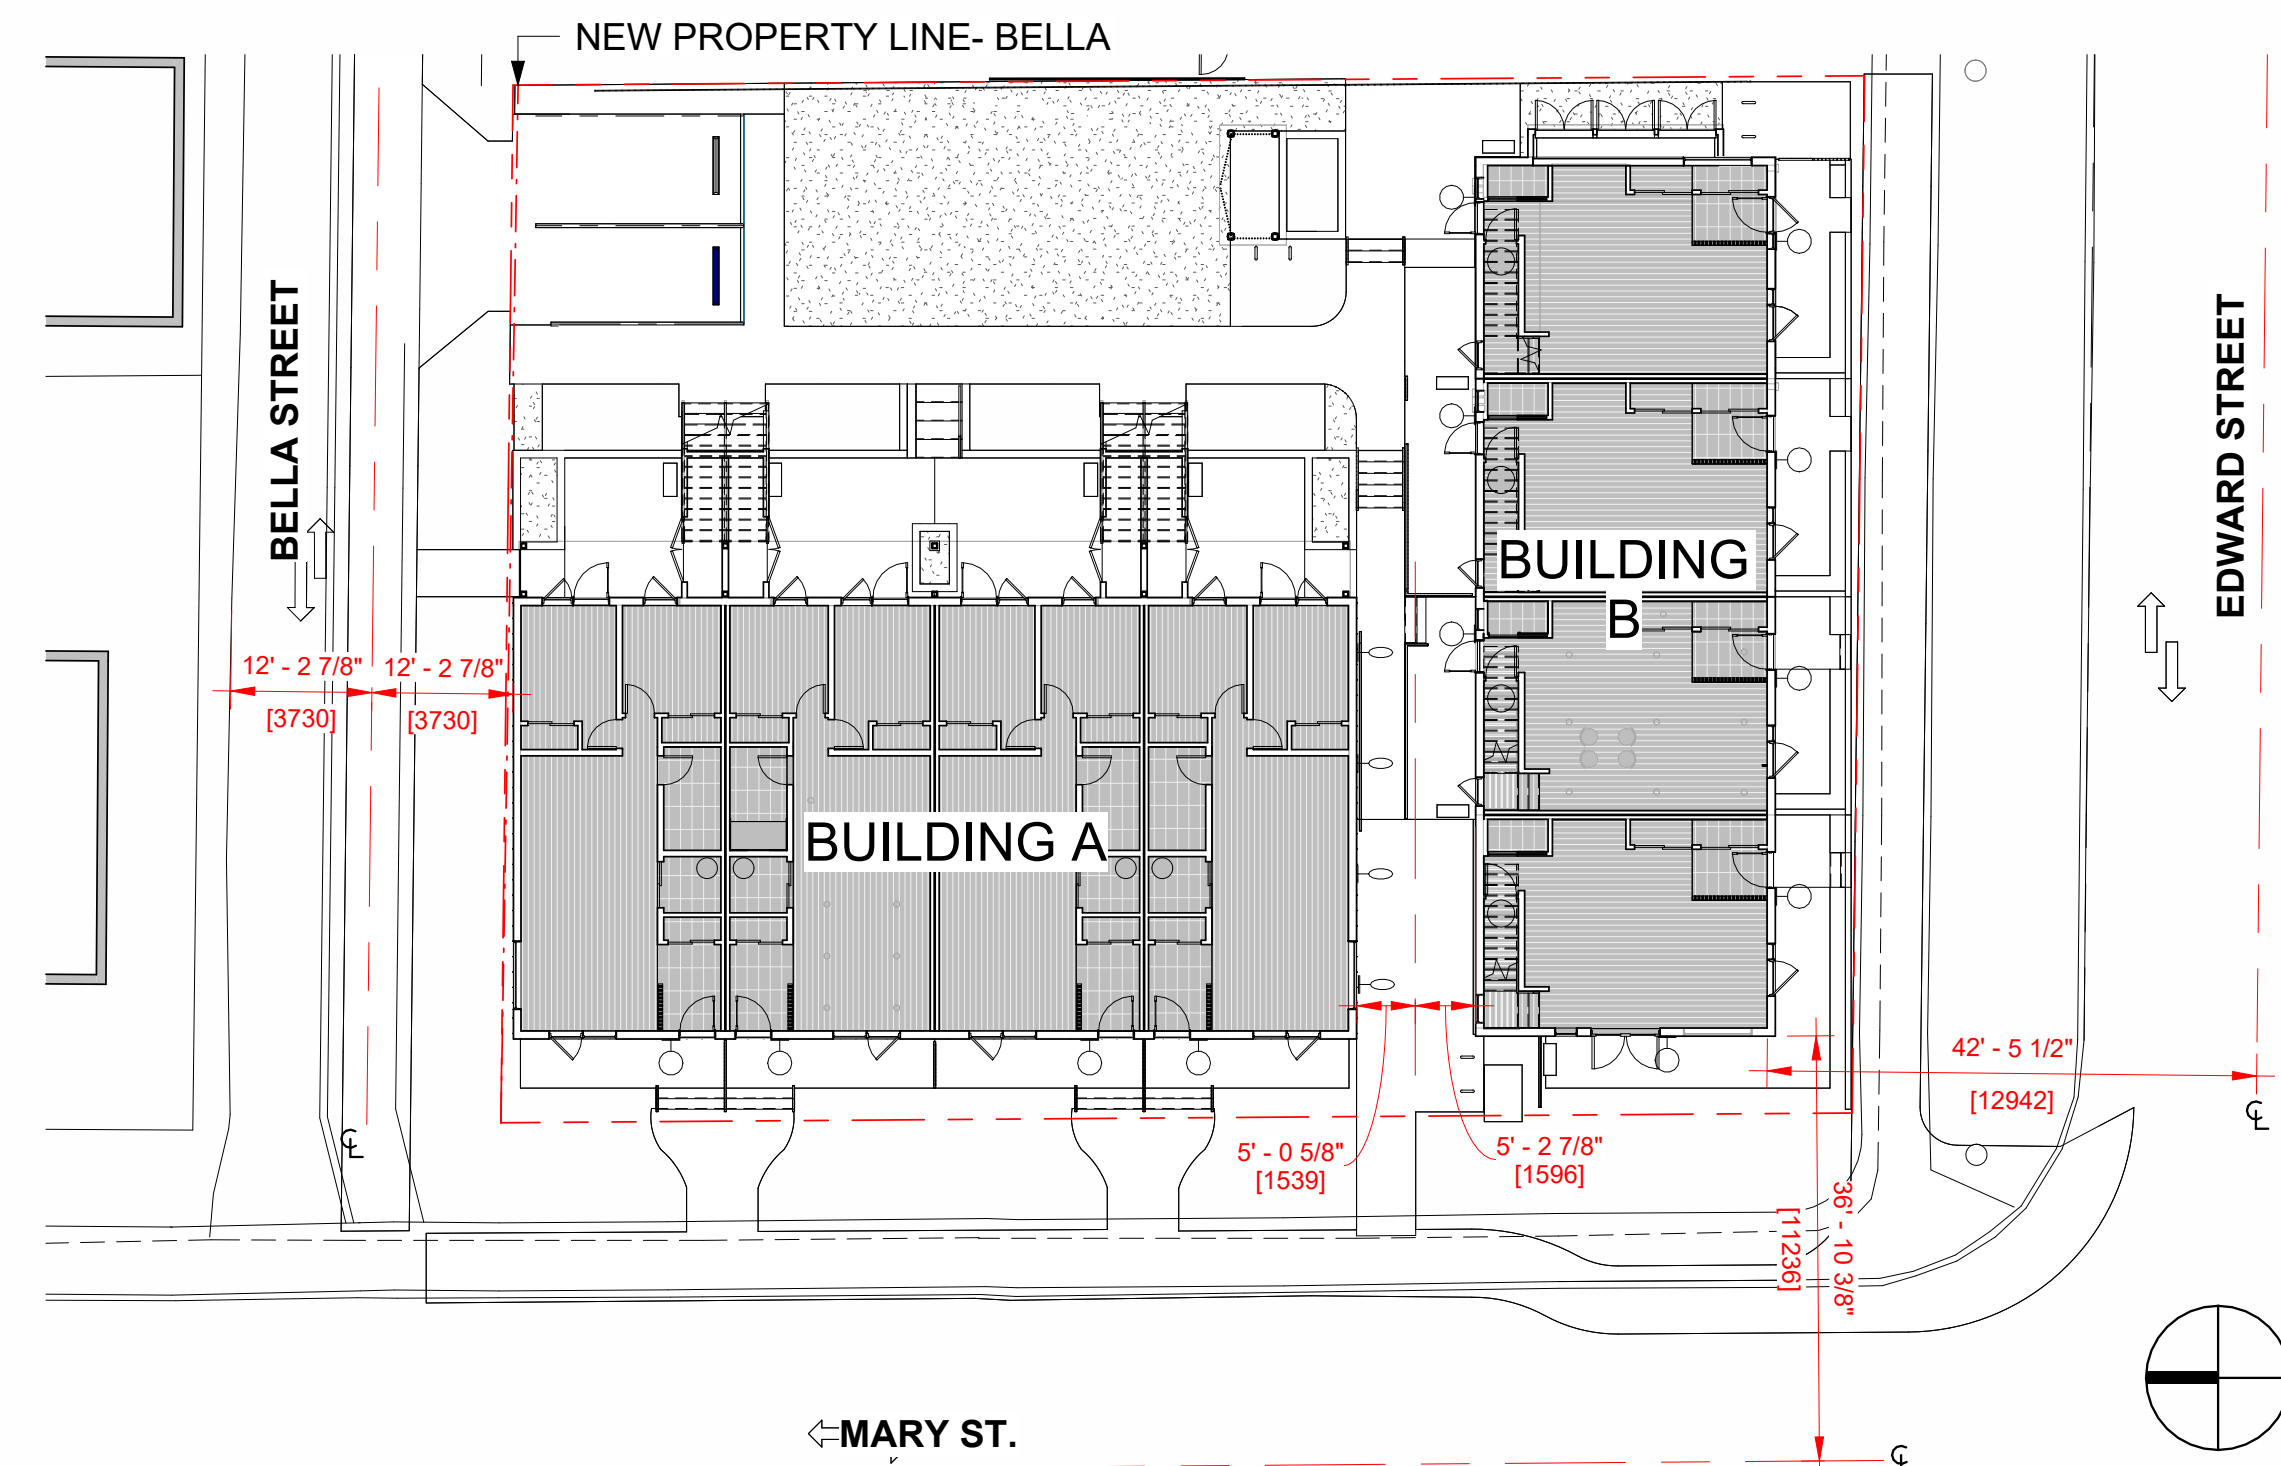 NEW PROPERTY LINE- BELLA
BELLA STREET
EDWARD STREET
BUILDING
B
12' - 2 7/8" 12' - 2 7/8"
[3730] [3730]
BUILDING A
42' - 5 1/2"
[12942]
℄
℄
5' - 0 5/8"
[1539]
5' - 2 7/8"
[1596]
36' - 10 3/8"
[11236]
MARY ST.
℄